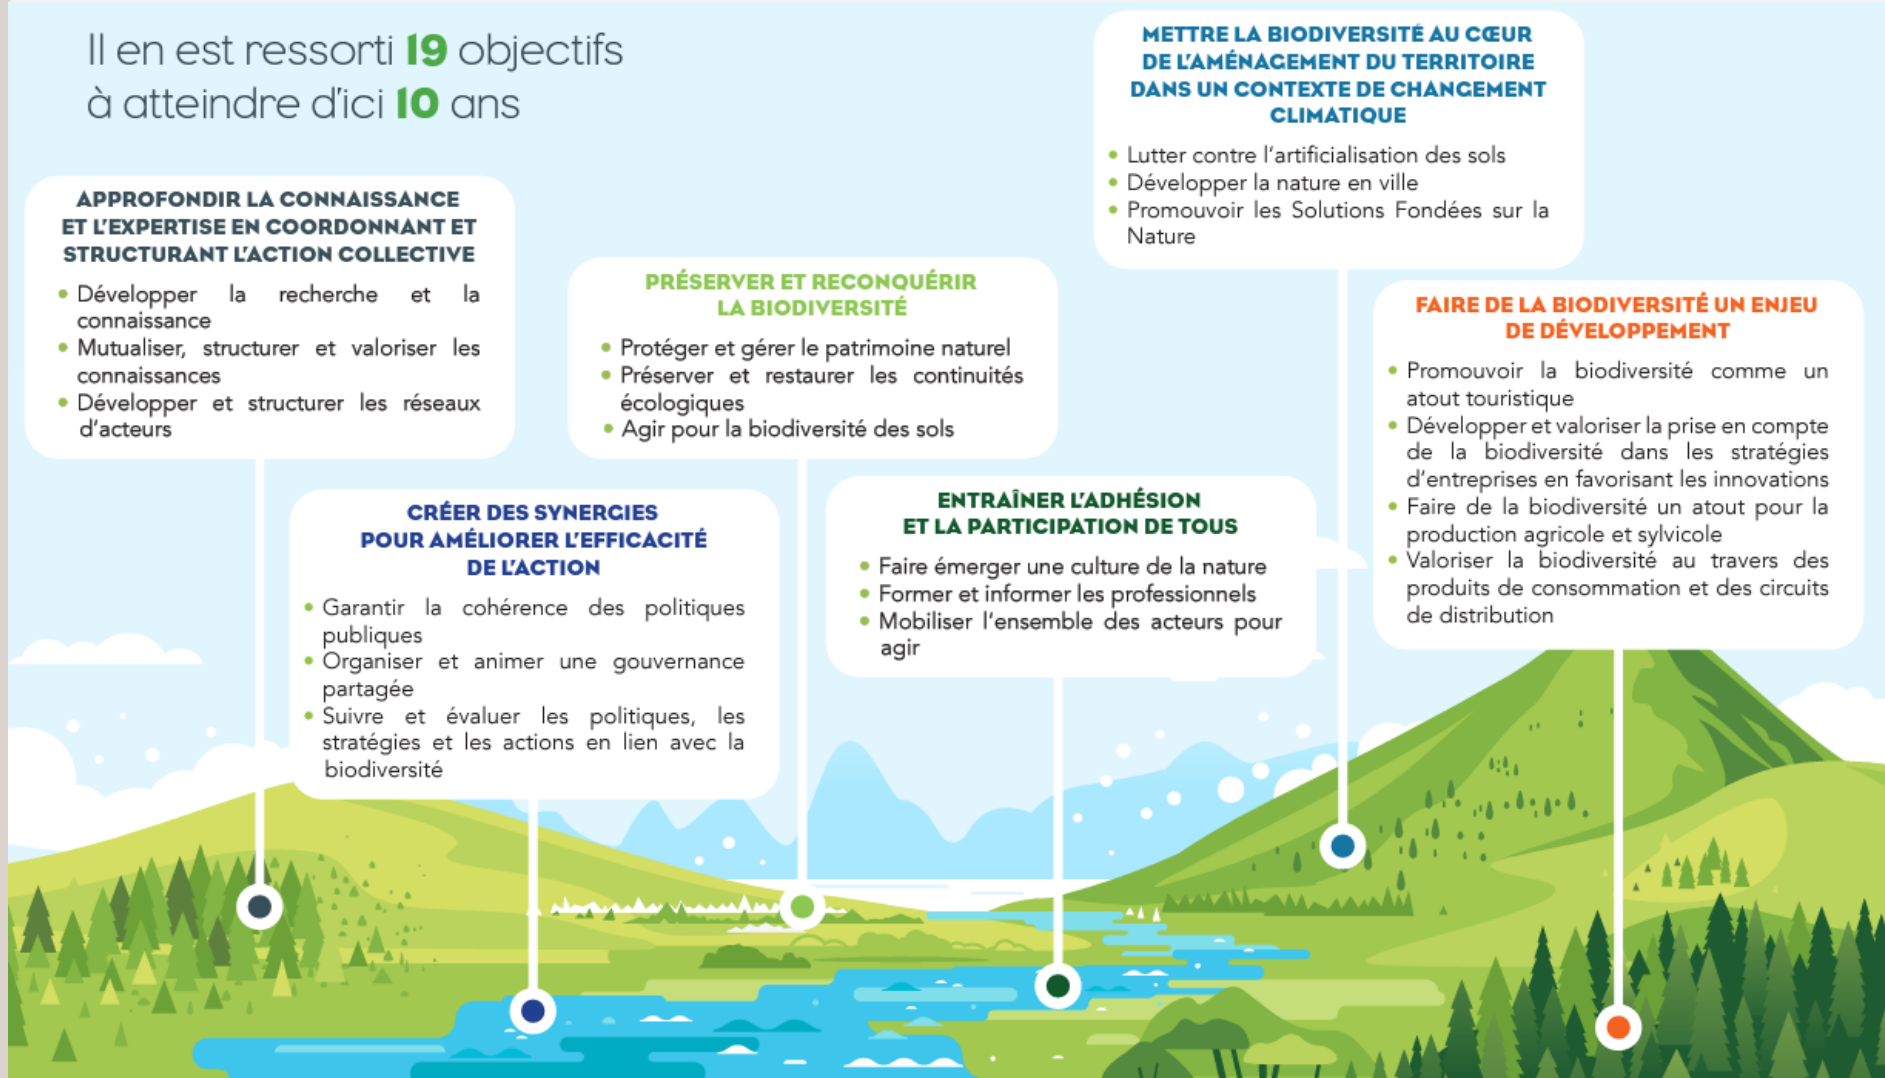 Il en est ressorti 19 objectifs
à atteindre d'ici 10 ans
APPROFONDIR LA CONNAISSANCE
ET L'EXPERTISE EN COORDONNANT ET
STRUCTURANT L'ACTION COLLECTIVE
• Développer la recherche et la
connaissance
• Mutualiser, structurer et valoriser les
connaissances
• Développer et structurer les réseaux
d'acteurs
CRÉER DES SYNERGIES
POUR AMÉLIORER L'EFFICACITÉ
DE L'ACTION
• Garantir la cohérence des politiques
publiques
• Organiser et animer une gouvernance
partagée
• Suivre et évaluer les politiques, les
stratégies et les actions en lien avec la
biodiversité
PRÉSERVER ET RECONQUÉRIR
LA BIODIVERSITÉ
• Protéger et gérer le patrimoine naturel
• Préserver et restaurer les continuités
écologiques
• Agir pour la biodiversité des sols
ENTRAÎNER L'ADHÉSION
ET LA PARTICIPATION DE TOUS
• Faire émerger une culture de la nature
• Former et informer les professionnels
• Mobiliser l'ensemble des acteurs pour
agir
METTRE LA BIODIVERSITÉ AU CŒUR
DE L'AMÉNAGEMENT DU TERRITOIRE
DANS UN CONTEXTE DE CHANGEMENT
CLIMATIQUE
• Lutter contre l'artificialisation des sols
• Développer la nature en ville
• Promouvoir les Solutions Fondées sur la
Nature
FAIRE DE LA BIODIVERSITÉ UN ENJEU
DE DÉVELOPPEMENT
• Promouvoir la biodiversité comme un
atout touristique
• Développer et valoriser la prise en compte
de la biodiversité dans les stratégies
d'entreprises en favorisant les innovations
• Faire de la biodiversité un atout pour la
production agricole et sylvicole
• Valoriser la biodiversité au travers des
produits de consommation et des circuits
de distribution